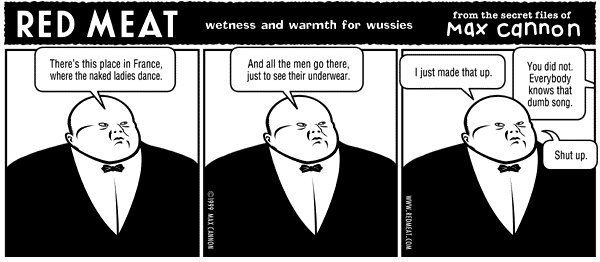 RED MEAT
wetness and warmth for wussies
from the secret files of
max cannon
There's this place in France,
where the naked ladies dance.
And all the men go there,
just to see their underwear.
©1999 MAX CANNON
I just made that up.
You did not.
Everybody
knows that
dumb song.
Shut up.
WWW.REDMEAT.COM